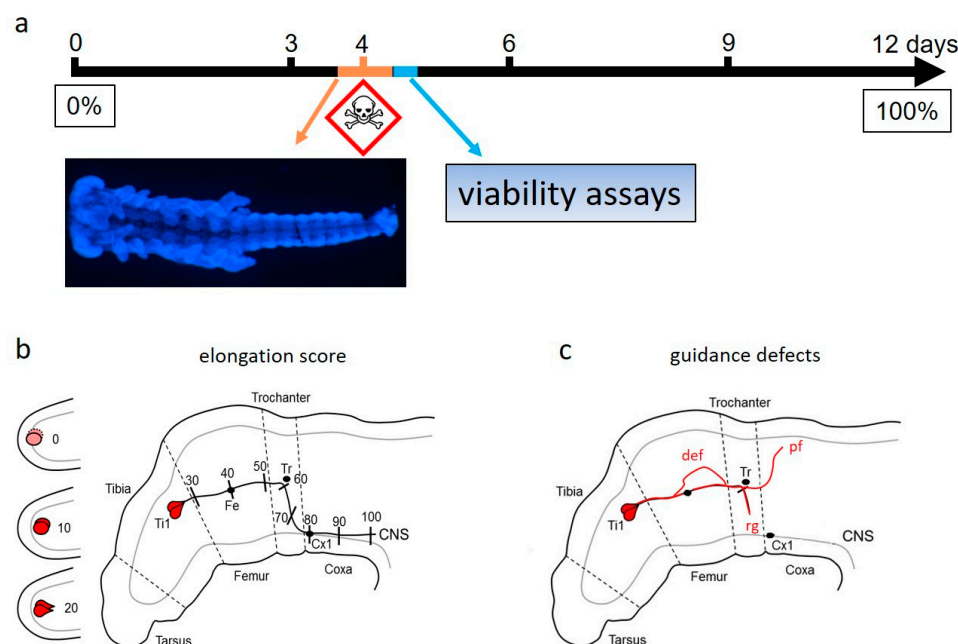 a
0 3 4 6 9 12 days
0% 100%
viability assays
b
elongation score
0
10
20
Trochanter
Tibia
30 40 50 Tr 60
Fe
Ti1
70 80 90 100
CNS
Cx1
Femur
Coxa
Tarsus
c
guidance defects
Trochanter
def
Tr
pf
Tibia
Ti1
rg
CNS
Cx1
Femur
Coxa
Tarsus